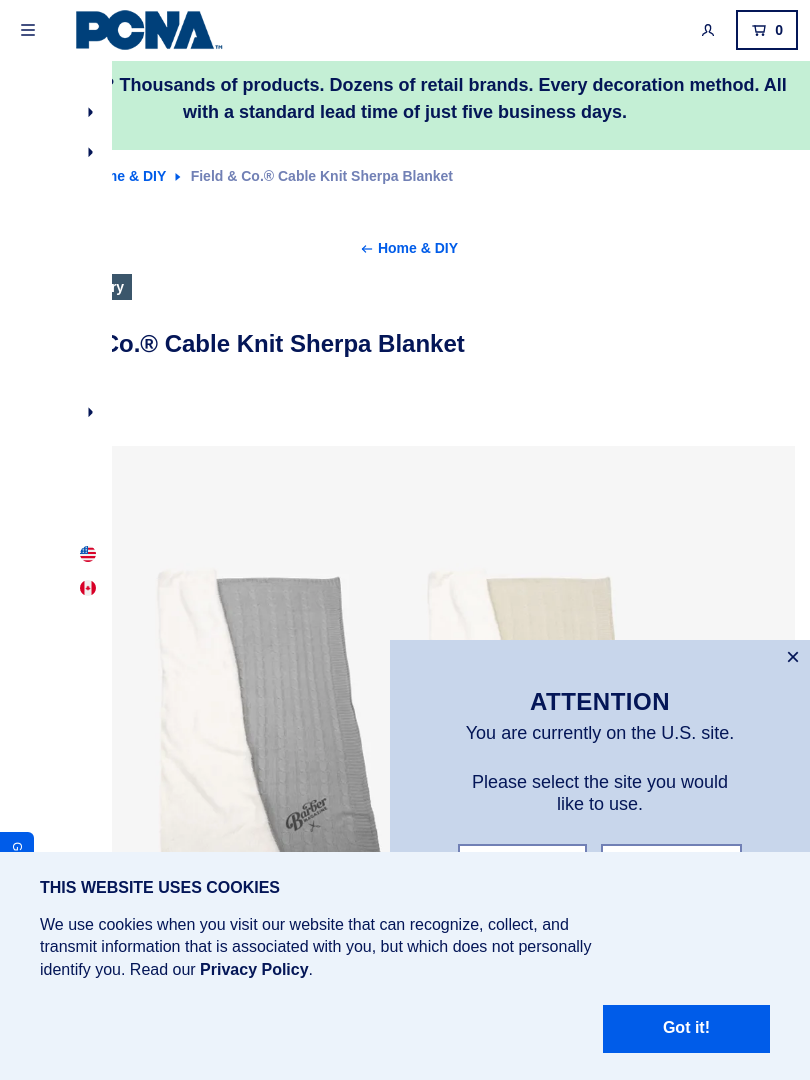 PCNA™
0
Thousands of products. Dozens of retail brands. Every decoration method. All
with a standard lead time of just five business days.
& DIY Field & Co.® Cable Knit Sherpa Blanket
Home & DIY
Co.® Cable Knit Sherpa Blanket
ATTENTION
You are currently on the U.S. site.
Please select the site you would
like to use.
Barber
G
THIS WEBSITE USES COOKIES
We use cookies when you visit our website that can recognize, collect, and
transmit information that is associated with you, but which does not personally
identify you. Read our Privacy Policy.
Got it!